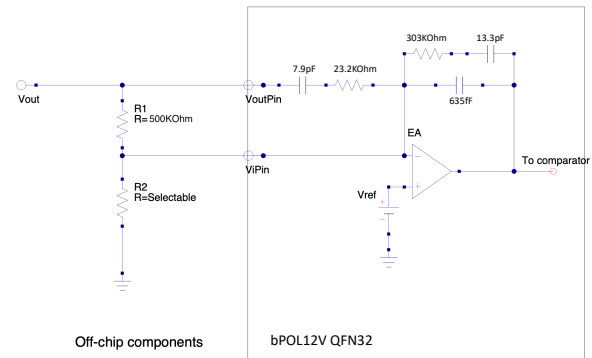 303KOhm
13.3pF
7.9pF
23.2KOhm
Vout
VoutPin
635fF
R1
R=500KOhm
EA
To comparator
ViPin
R2
R=Selectable
Vref
Off-chip components
bPOL12V QFN32